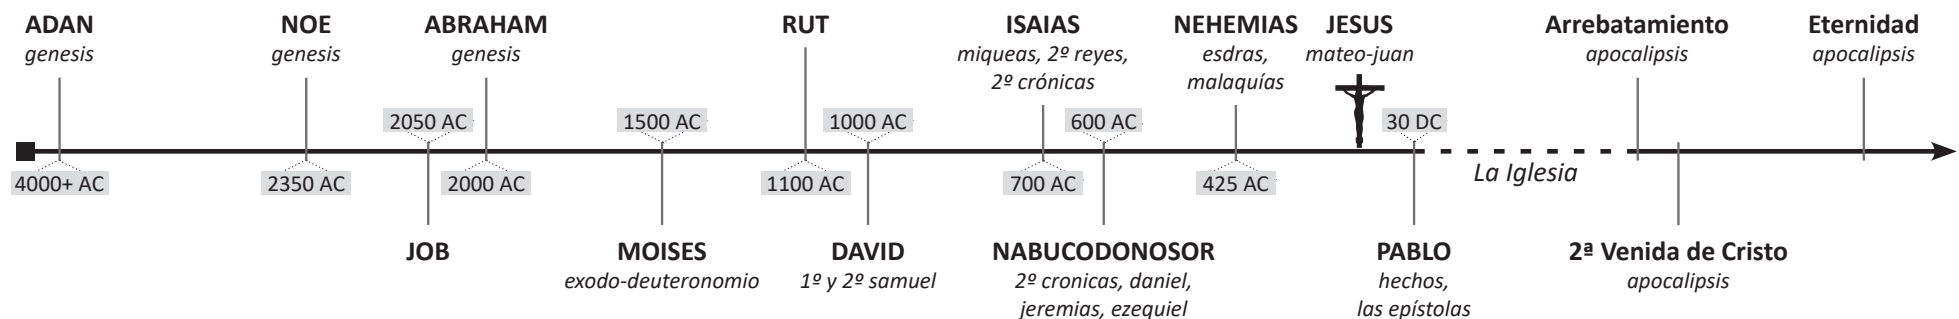 ADAN
genesis
4000+ AC
NOE
genesis
2350 AC
2050 AC
JOB
ABRAHAM
genesis
2000 AC
1500 AC
MOISES
exodo-deuteronomio
RUT
1100 AC
1000 AC
DAVID
1º y 2º samuel
ISAIAS
miqueas, 2º reyes,
2º crónicas
700 AC
600 AC
NABUCODONOSOR
2º cronicas, daniel,
jeremias, ezequiel
NEHEMIAS
esdras,
malaquías
425 AC
JESUS
mateo-juan
30 DC
PABLO
hechos,
las epístolas
La Iglesia
Arrebatamiento
apocalipsis
2ª Venida de Cristo
apocalipsis
Eternidad
apocalipsis